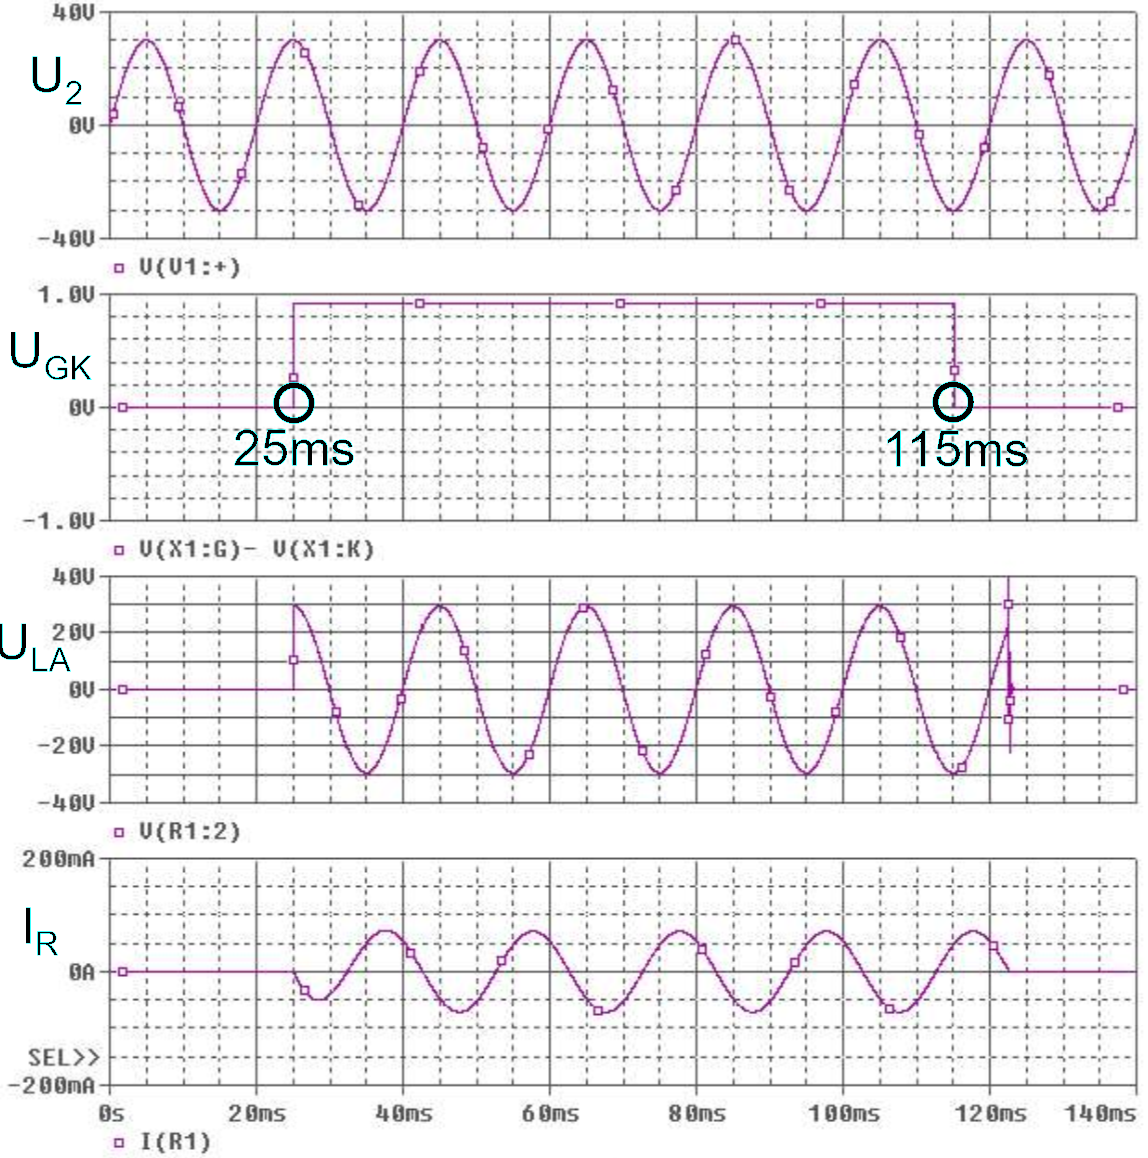 40V
U2
0V
-40V
V(V1:+)
1.0V
UGK
0V
25ms
115ms
-1.0V
V(X1:G)- V(X1:K)
40V
20V
ULA
0V
-20V
-40V
V(R1:2)
200mA
IR
0A
SEL>>
-200mA
0s 20ms 40ms 60ms 80ms 100ms 120ms 140ms
I(R1)